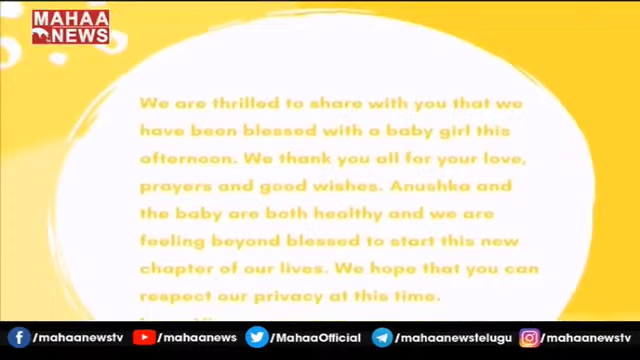 MAHAA
NEWS
We are thrilled to share with you that we
have been blessed with a baby girl this
afternoon. We thank you all for your love,
prayers and good wishes. Anushka and
the baby are both healthy and we are
feeling beyond blessed to start this new
chapter of our lives. We hope that you can
respect our privacy at this time.
/mahaanewstv /mahaanews /MahaaOfficial /mahaanewstelugu /mahaanewstv